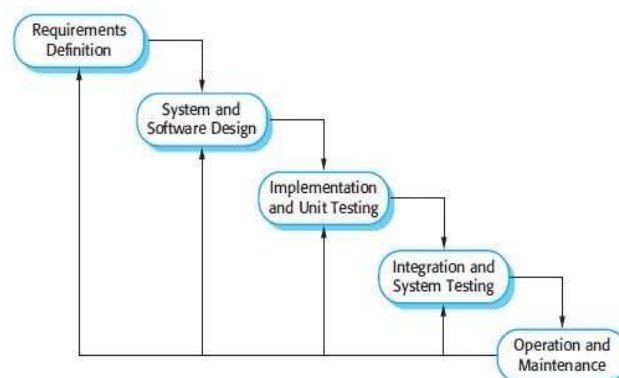 Requirements
Definition
System and
Software Design
Implementation
and Unit Testing
Integration and
System Testing
Operation and
Maintenance